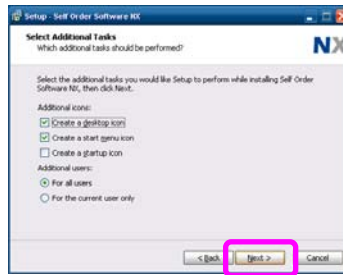 Setup - Self Order Software NX
Select Additional Tasks
Which additional tasks should be performed?
NX
Select the additional tasks you would like Setup to perform while installing Self Order
Software NX, then click Next.
Additional icons:
Create a desktop icon
Create a start menu icon
Create a startup icon
Additional users:
For all users
For the current user only
< Back
Next >
Cancel